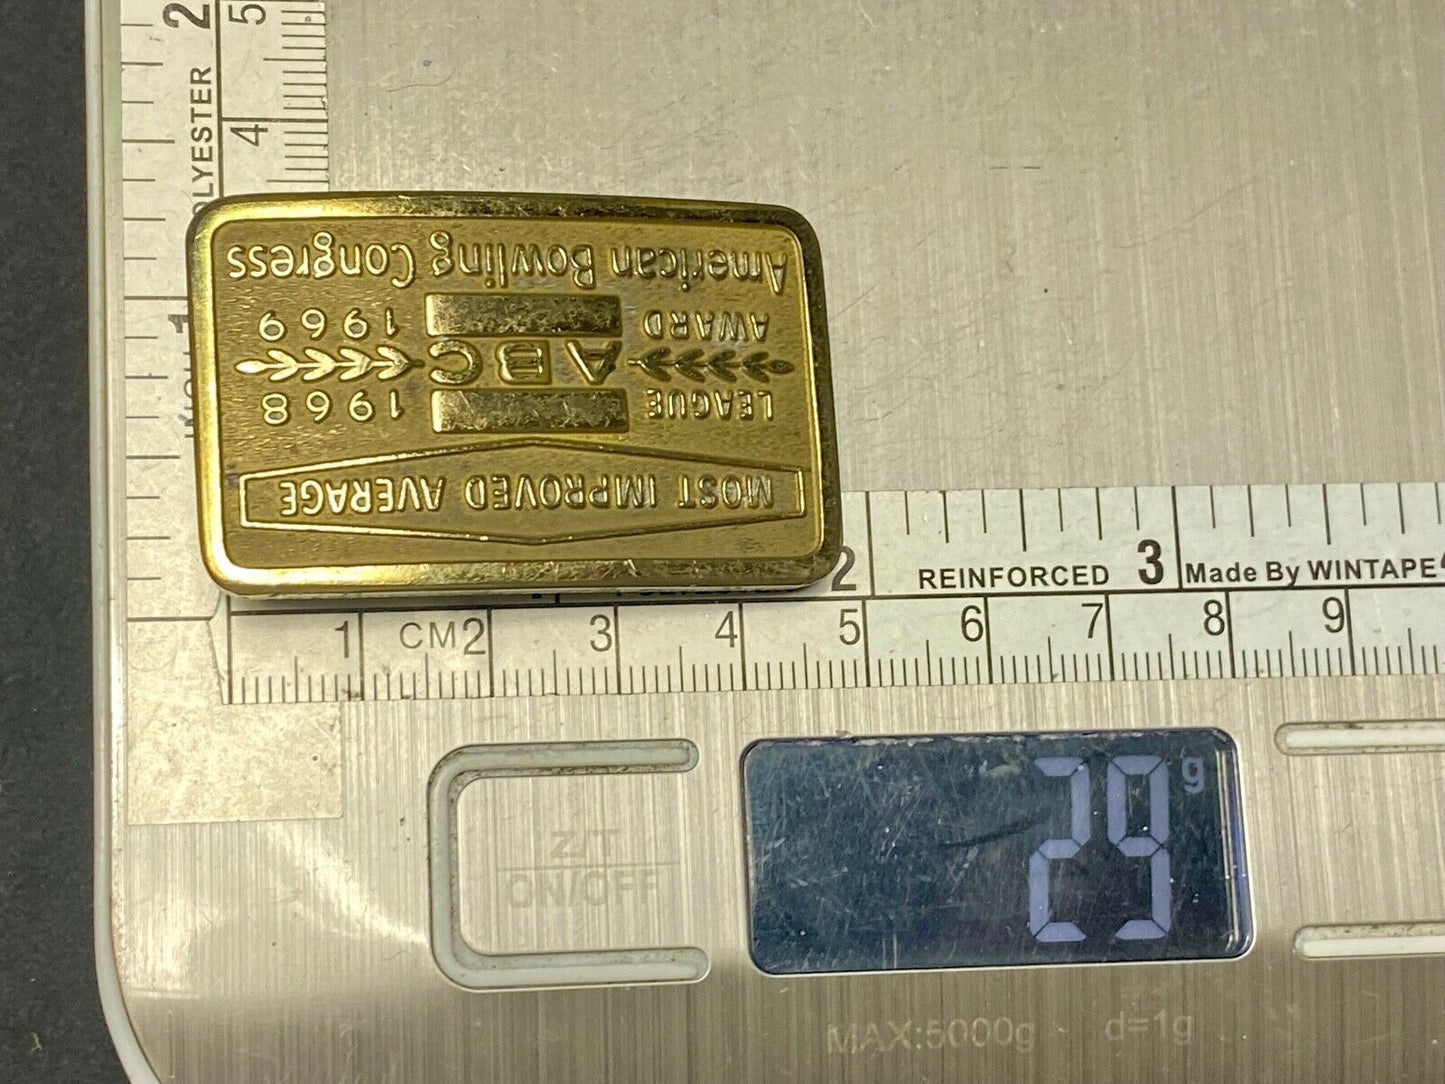 MOST IMPROVED AVERAGE
LEAGUE 1968
ABC
AWARD 1969
American Bowling Congress
2 5
4
1
2 REINFORCED 3 Made By WINTAPE
1 CM 2 3 4 5 6 7 8 9
29 g
Z/T
ON/OFF
MAX:5000g d=1g